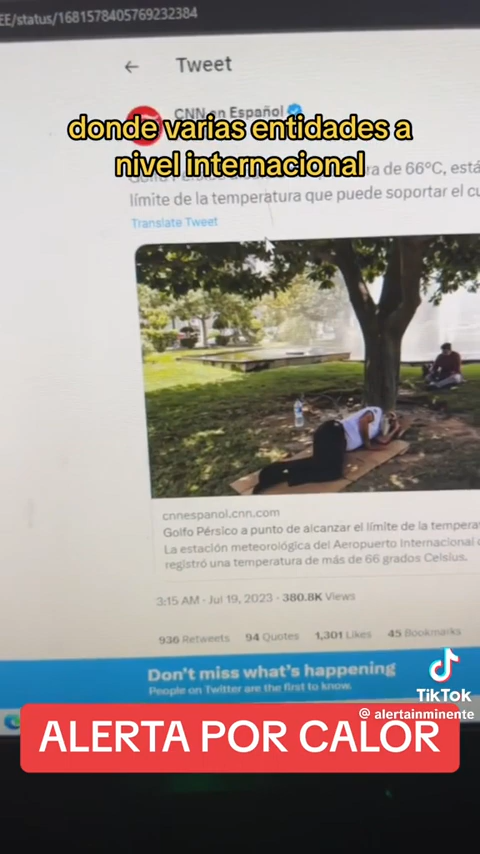 EE/status/1681578405769232384
Tweet
CNN en Español
donde varias entidades a
nivel internacional
ra de 66°C, está
límite de la temperatura que puede soportar el cu
Translate Tweet
cnnespanol.cnn.com
Golfo Pérsico a punto de alcanzar el límite de la tempera
La estación meteorológica del Aeropuerto Internacional
registró una temperatura de más de 66 grados Celsius.
3:15 AM · Jul 19, 2023 · 380.8K Views
936 Retweets 94 Quotes 1,301 Likes 45 Bookmarks
Don't miss what's happening
People on Twitter are the first to know.
TikTok
@ alertainminente
ALERTA POR CALOR